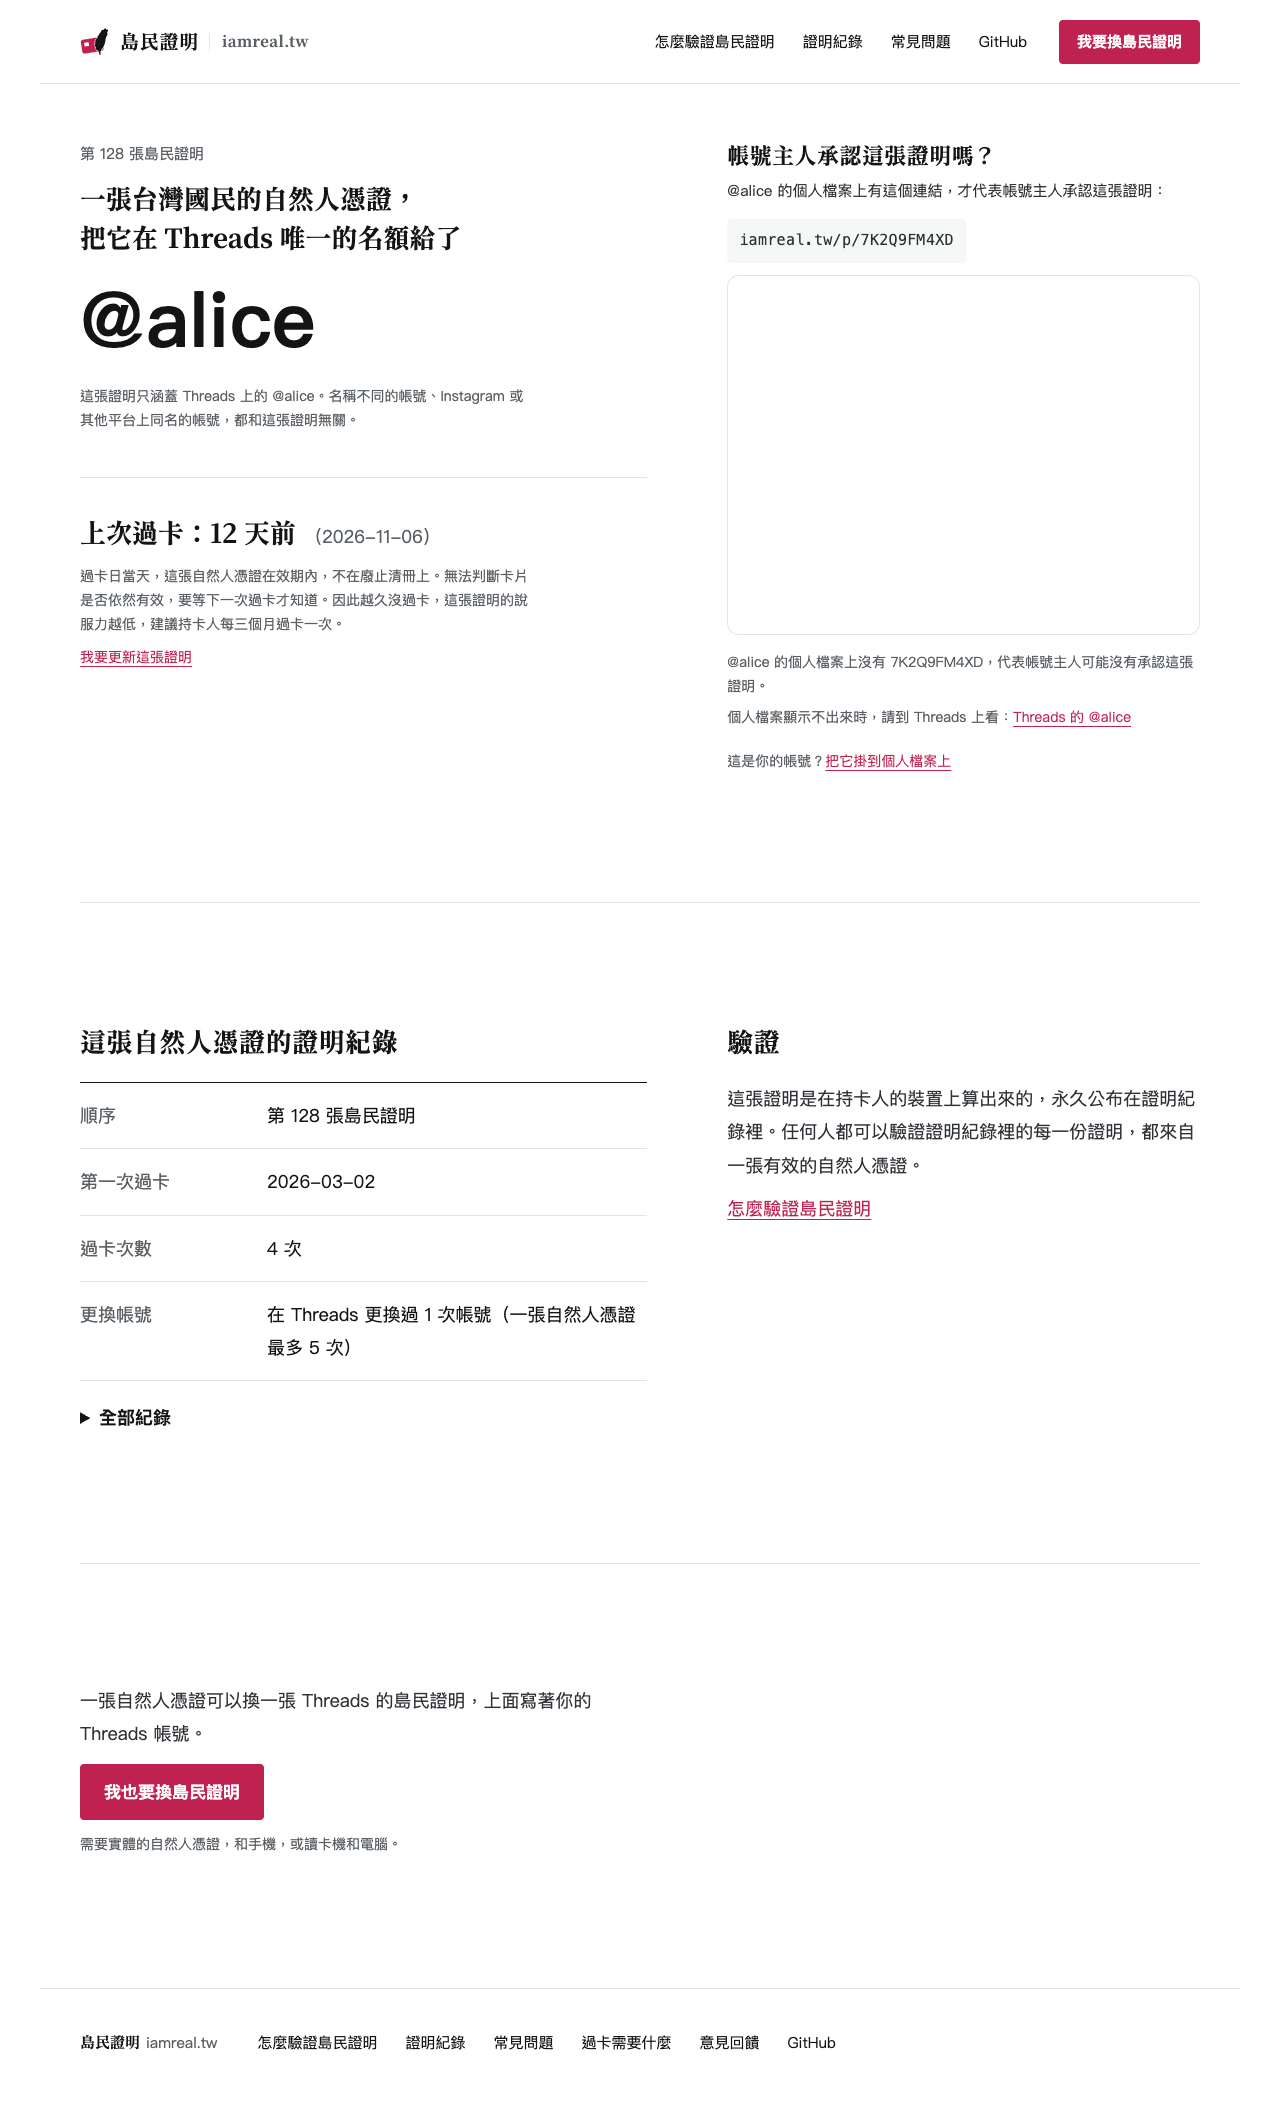 島民證明 iamreal.tw
怎麼驗證島民證明 證明紀錄 常見問題 GitHub 我要換島民證明
第 128 張島民證明
一張台灣國民的自然人憑證，
把它在 Threads 唯一的名額給了
@alice
這張證明只涵蓋 Threads 上的 @alice。名稱不同的帳號、Instagram 或
其他平台上同名的帳號，都和這張證明無關。
上次過卡：12 天前 （2026–11–06）
過卡日當天，這張自然人憑證在效期內，不在廢止清冊上。無法判斷卡片
是否依然有效，要等下一次過卡才知道。因此越久沒過卡，這張證明的說
服力越低，建議持卡人每三個月過卡一次。
我要更新這張證明
帳號主人承認這張證明嗎？
@alice 的個人檔案上有這個連結，才代表帳號主人承認這張證明：
iamreal.tw/p/7K2Q9FM4XD
@alice 的個人檔案上沒有 7K2Q9FM4XD，代表帳號主人可能沒有承認這張
證明。
個人檔案顯示不出來時，請到 Threads 上看：Threads 的 @alice
這是你的帳號？把它掛到個人檔案上
這張自然人憑證的證明紀錄
順序 第 128 張島民證明
第一次過卡 2026–03–02
過卡次數 4 次
更換帳號 在 Threads 更換過 1 次帳號（一張自然人憑證
最多 5 次）
▶ 全部紀錄
驗證
這張證明是在持卡人的裝置上算出來的，永久公布在證明紀
錄裡。任何人都可以驗證證明紀錄裡的每一份證明，都來自
一張有效的自然人憑證。
怎麼驗證島民證明
一張自然人憑證可以換一張 Threads 的島民證明，上面寫著你的
Threads 帳號。
我也要換島民證明
需要實體的自然人憑證，和手機，或讀卡機和電腦。
島民證明 iamreal.tw 怎麼驗證島民證明 證明紀錄 常見問題 過卡需要什麼 意見回饋 GitHub